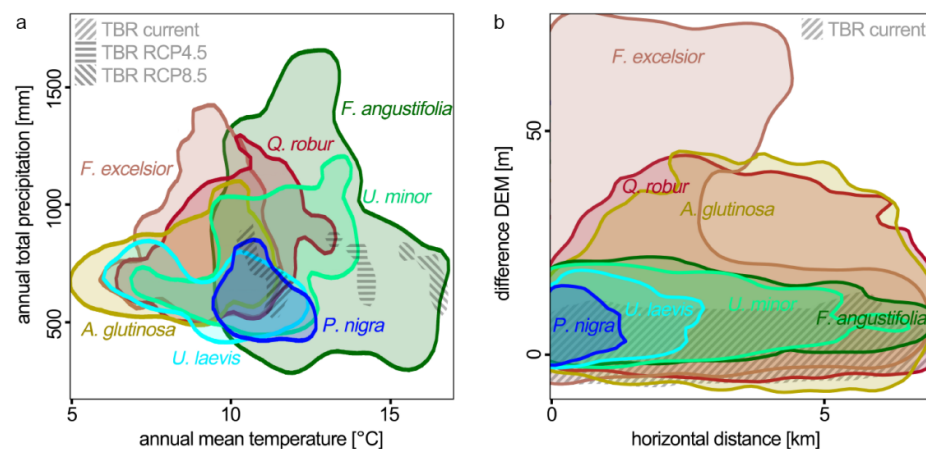 a
TBR current
TBR RCP4.5
TBR RCP8.5
F. angustifolia
Q. robur
F. excelsior
U. minor
A. glutinosa
P. nigra
U. laevis
annual total precipitation [mm]
1500
1000
500
5
10
15
annual mean temperature [°C]
b
TBR current
F. excelsior
Q. robur
A. glutinosa
U. laevis
U. minor
P. nigra
F. angustifolia
difference DEM [m]
50
0
0
5
horizontal distance [km]